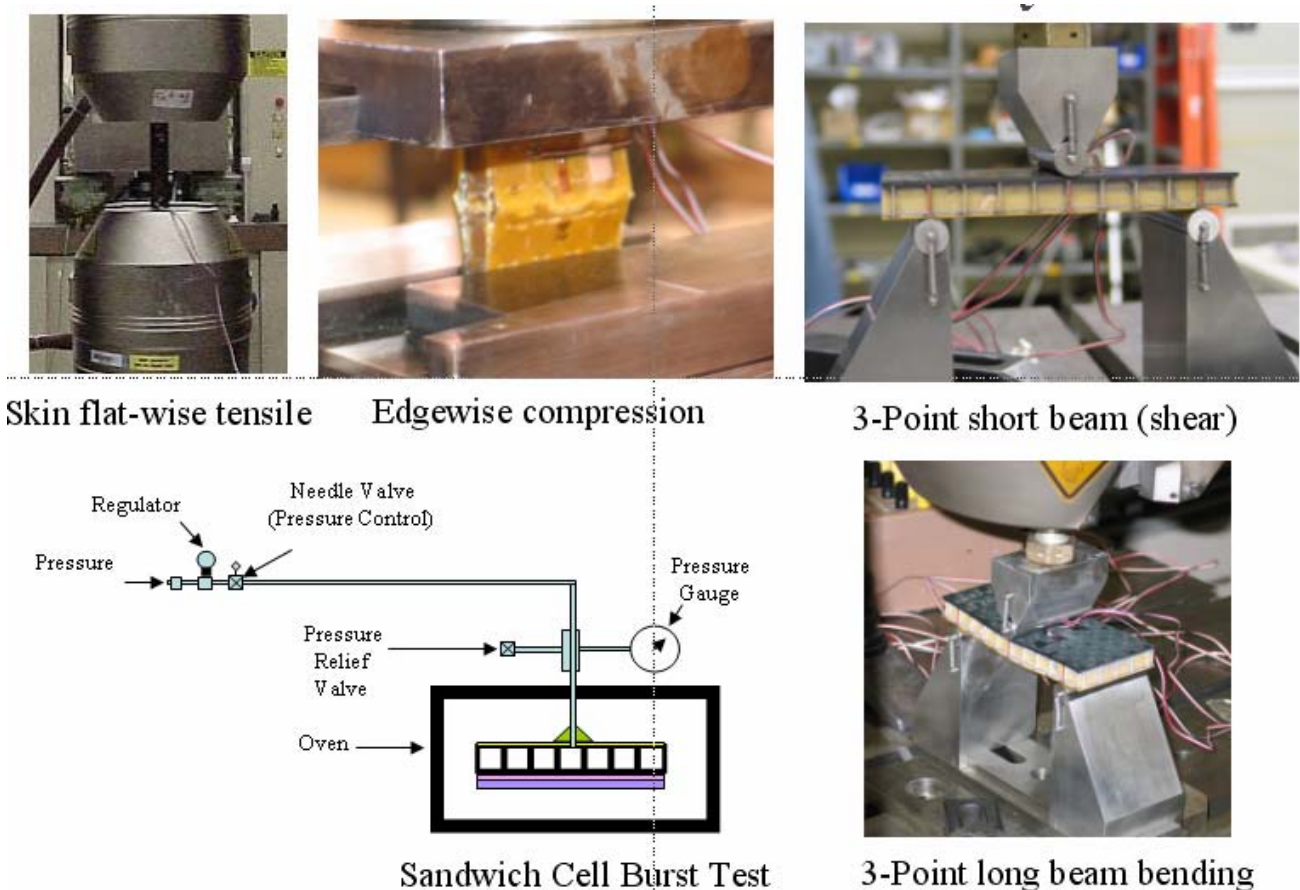 Skin flat-wise tensile
Edgewise compression
3-Point short beam (shear)
Regulator
Needle Valve
(Pressure Control)
Pressure
Pressure
Gauge
Pressure
Relief
Valve
Oven
Sandwich Cell Burst Test
3-Point long beam bending